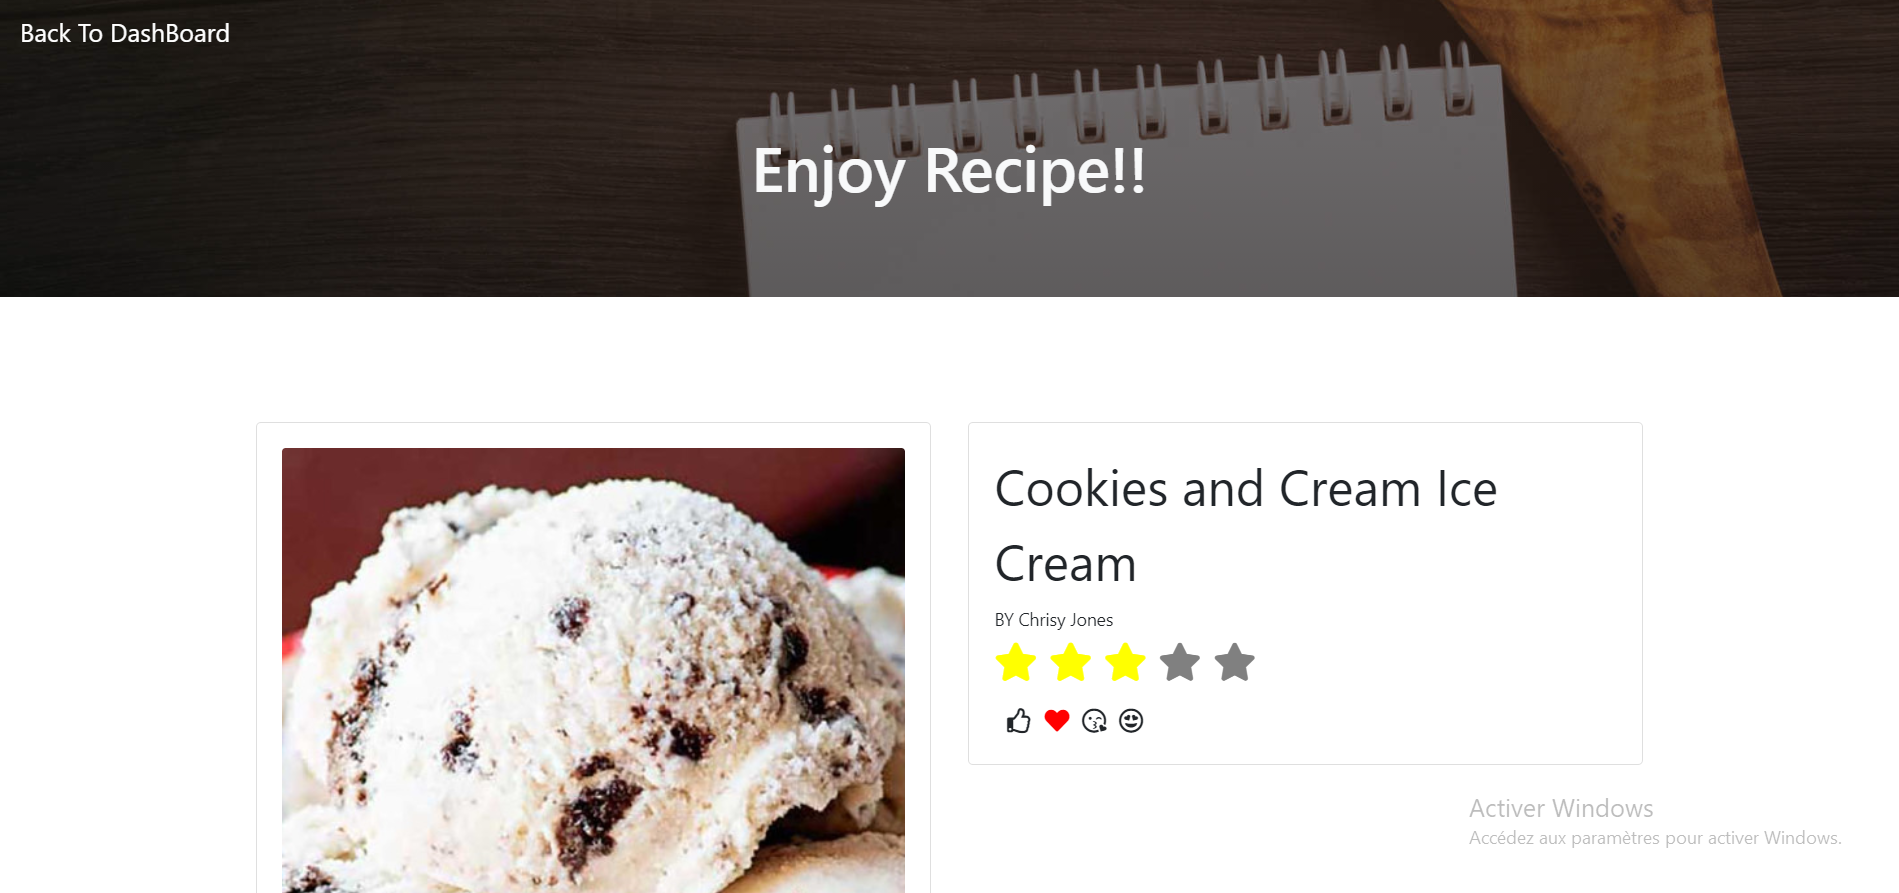 Back To DashBoard
Enjoy Recipe!!
Cookies and Cream Ice
Cream
BY Chrisy Jones
Activer Windows
Accédez aux paramètres pour activer Windows.